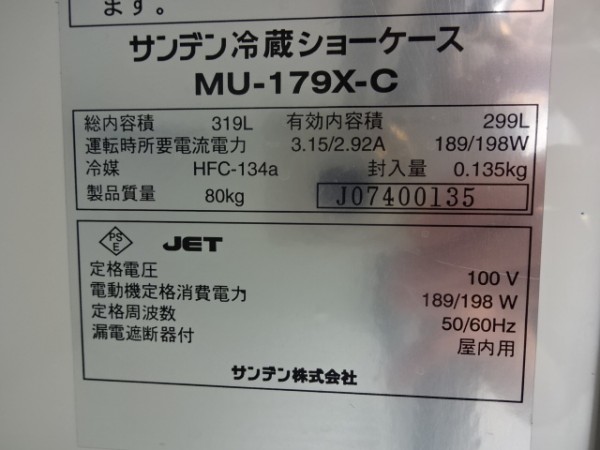 ます。
サンデン冷蔵ショーケース
MU-179X-C
総内容積 319L 有効内容積 299L
運転時所要電流電力 3.15/2.92A 189/198W
冷媒 HFC-134a 封入量 0.135kg
製品質量 80kg J07400135
PS E JET
定格電圧 100 V
電動機定格消費電力 189/198 W
定格周波数 50/60Hz
漏電遮断器付 屋内用
サンデン株式会社